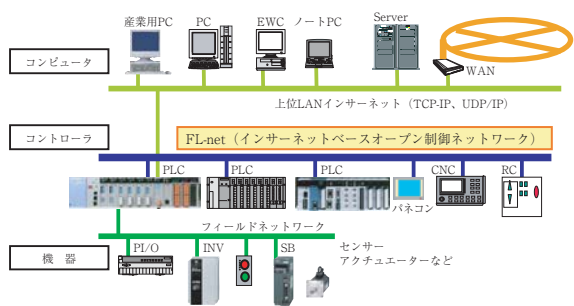 産業用PC
PC
EWC
ノートPC
Server
コンピュータ
WAN
上位LANインサーネット（TCP-IP、UDP/IP）
コントローラ
FL-net（インサーネットベースオープン制御ネットワーク）
PLC
PLC
PLC
CNC
RC
パネコン
フィールドネットワーク
機 器
PI/O
INV
SB
センサー
アクチュエーターなど